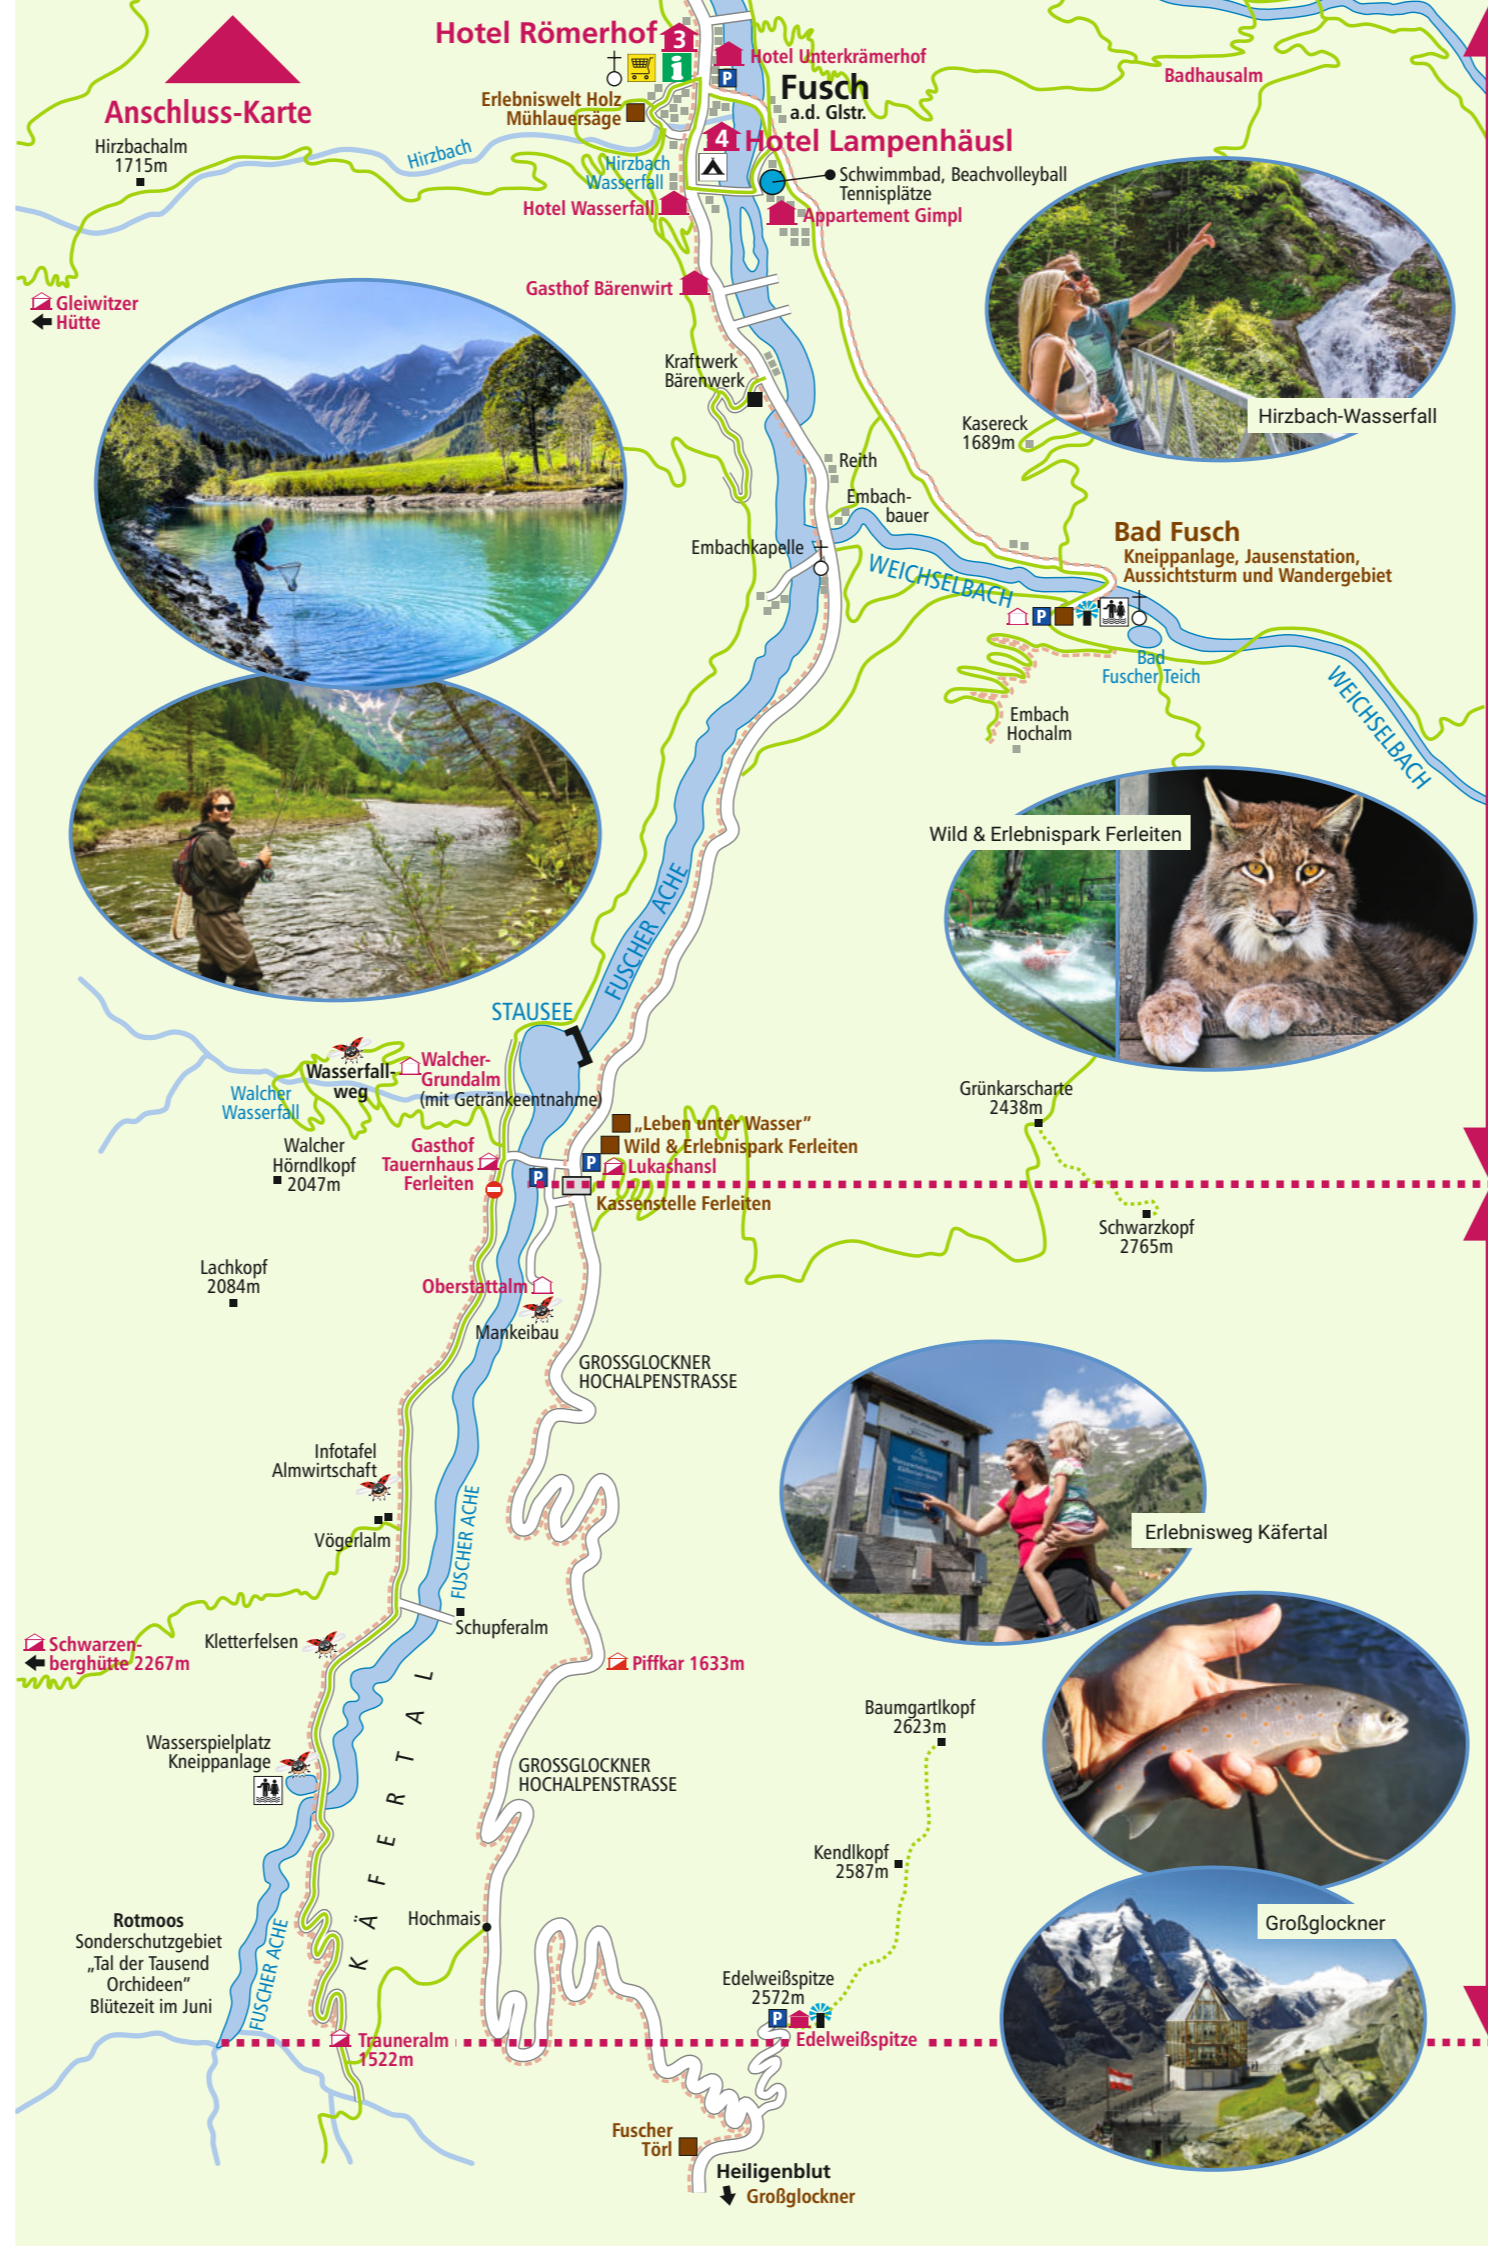 Hotel Römerhof
3
Hotel Unterkrämerhof
Anschluss-Karte
Badhausalm
P
Fusch
a.d. Glstr.
Erlebniswelt Holz
Mühlauersäge
i
4
Hotel Lampenhäusl
Hirzbachalm
1715m
Hirzbach
Hirzbach
Wasserfall
Schwimmbad, Beachvolleyball
Tennisplätze
Hotel Wasserfall
Appartement Gimpl
Gleiwitzer
Hütte
Gasthof Bärenwirt
Kraftwerk
Bärenwerk
Hirzbach-Wasserfall
Kasereck
1689m
Reith
Embach-
bauer
Embachkapelle
Bad Fusch
Kneippanlage, Jausenstation,
Aussichtsturm und Wandergebiet
WEICHSELBACH
P
Bad
Fuscher Teich
WEICHSELBACH
Embach
Hochalm
Wild & Erlebnispark Ferleiten
FUSCHER ACHE
STAUSEE
Wasserfall-
weg
Walcher-
Grundalm
(mit Getränkeentnahme)
Walcher
Wasserfall
Grünkarscharte
2438m
„Leben unter Wasser“
Wild & Erlebnispark Ferleiten
Walcher
Hörndlkopf
2047m
Gasthof
Tauernhaus
Ferleiten
P
Lukashansl
P
Kassenstelle Ferleiten
Schwarzkopf
2765m
Lachkopf
2084m
Oberstattalm
Mankeibau
GROSSGLOCKNER
HOCHALPENSTRASSE
Infotafel
Almwirtschaft
Vögerlalm
FUSCHER ACHE
Erlebnisweg Käfertal
Schupferalm
Kletterfelsen
Schwarzen-
berghütte 2267m
Piffkar 1633m
KÄFERTAL
Baumgartlkopf
2623m
Wasserspielplatz
Kneippanlage
GROSSGLOCKNER
HOCHALPENSTRASSE
Kendlkopf
2587m
Hochmais
Rotmoos
Sonderschutzgebiet
„Tal der Tausend
Orchideen“
Blütezeit im Juni
FUSCHER ACHE
Großglockner
Edelweißspitze
2572m
P
Edelweißspitze
Trauneralm
1522m
Fuscher
Törl
Heiligenblut
Großglockner